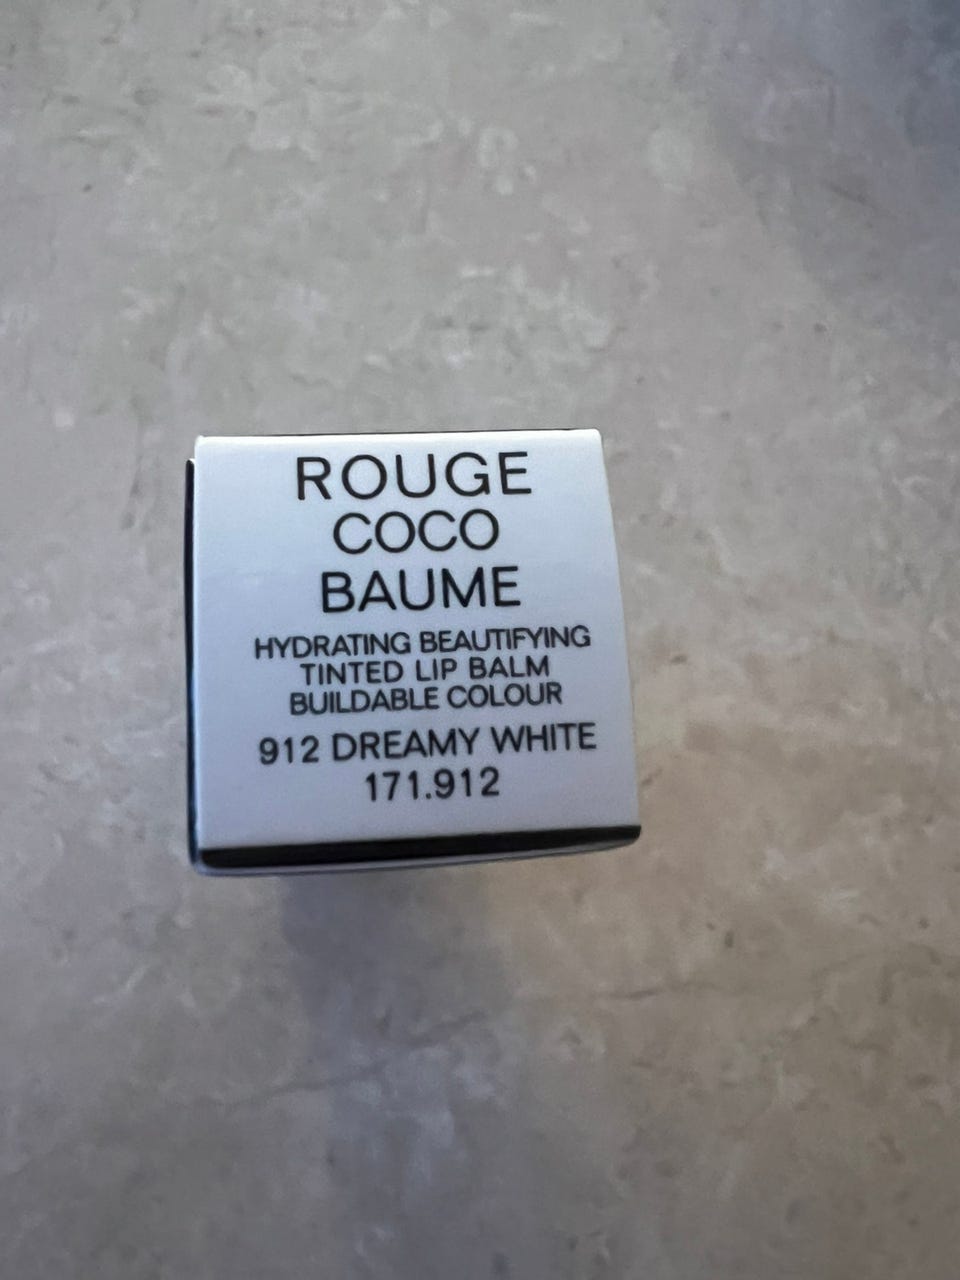 ROUGE
COCO
BAUME
HYDRATING BEAUTIFYING
TINTED LIP BALM
BUILDABLE COLOUR
912 DREAMY WHITE
171.912